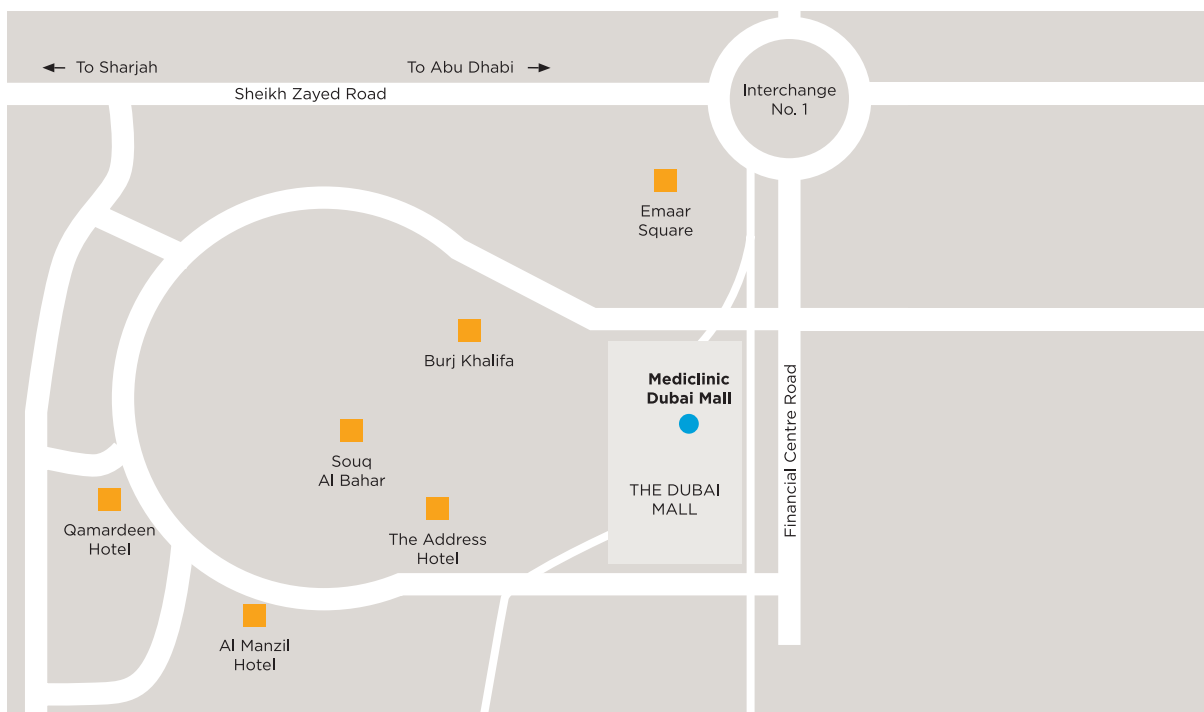 To Sharjah
To Abu Dhabi
Sheikh Zayed Road
Interchange
No. 1
Emaar
Square
Burj Khalifa
Mediclinic
Dubai Mall
Financial Centre Road
Souq
Al Bahar
THE DUBAI
MALL
Qamardeen
Hotel
The Address
Hotel
Al Manzil
Hotel